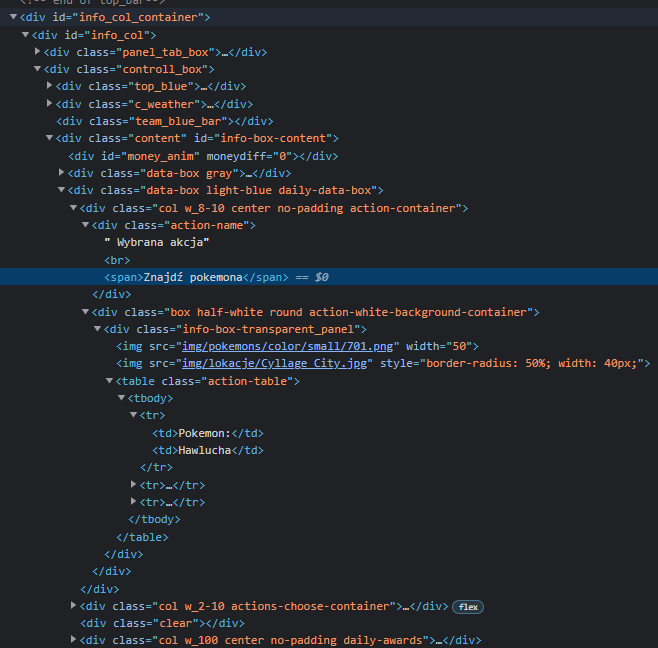 <!-- end of top_bar-->
▼<div id="info_col_container">
▼<div id="info_col">
▶<div class="panel_tab_box">…</div>
▼<div class="controll_box">
▶<div class="top_blue">…</div>
▶<div class="c_weather">…</div>
<div class="team_blue_bar"></div>
▼<div class="content" id="info-box-content">
<div id="money_anim" moneydiff="0"></div>
▶<div class="data-box gray">…</div>
▼<div class="data-box light-blue daily-data-box">
▼<div class="col w_8-10 center no-padding action-container">
▼<div class="action-name">
" Wybrana akcja"
<br>
<span>Znajdź pokemona</span> == $0
</div>
▼<div class="box half-white round action-white-background-container">
▼<div class="info-box-transparent_panel">
<img src="img/pokemons/color/small/701.png" width="50">
<img src="img/lokacje/Cyllage City.jpg" style="border-radius: 50%; width: 40px;">
▼<table class="action-table">
▼<tbody>
▼<tr>
<td>Pokemon:</td>
<td>Hawlucha</td>
</tr>
▶<tr>…</tr>
▶<tr>…</tr>
</tbody>
</table>
</div>
</div>
</div>
▶<div class="col w_2-10 actions-choose-container">…</div> flex
<div class="clear"></div>
▶<div class="col w_100 center no-padding daily-awards">…</div>